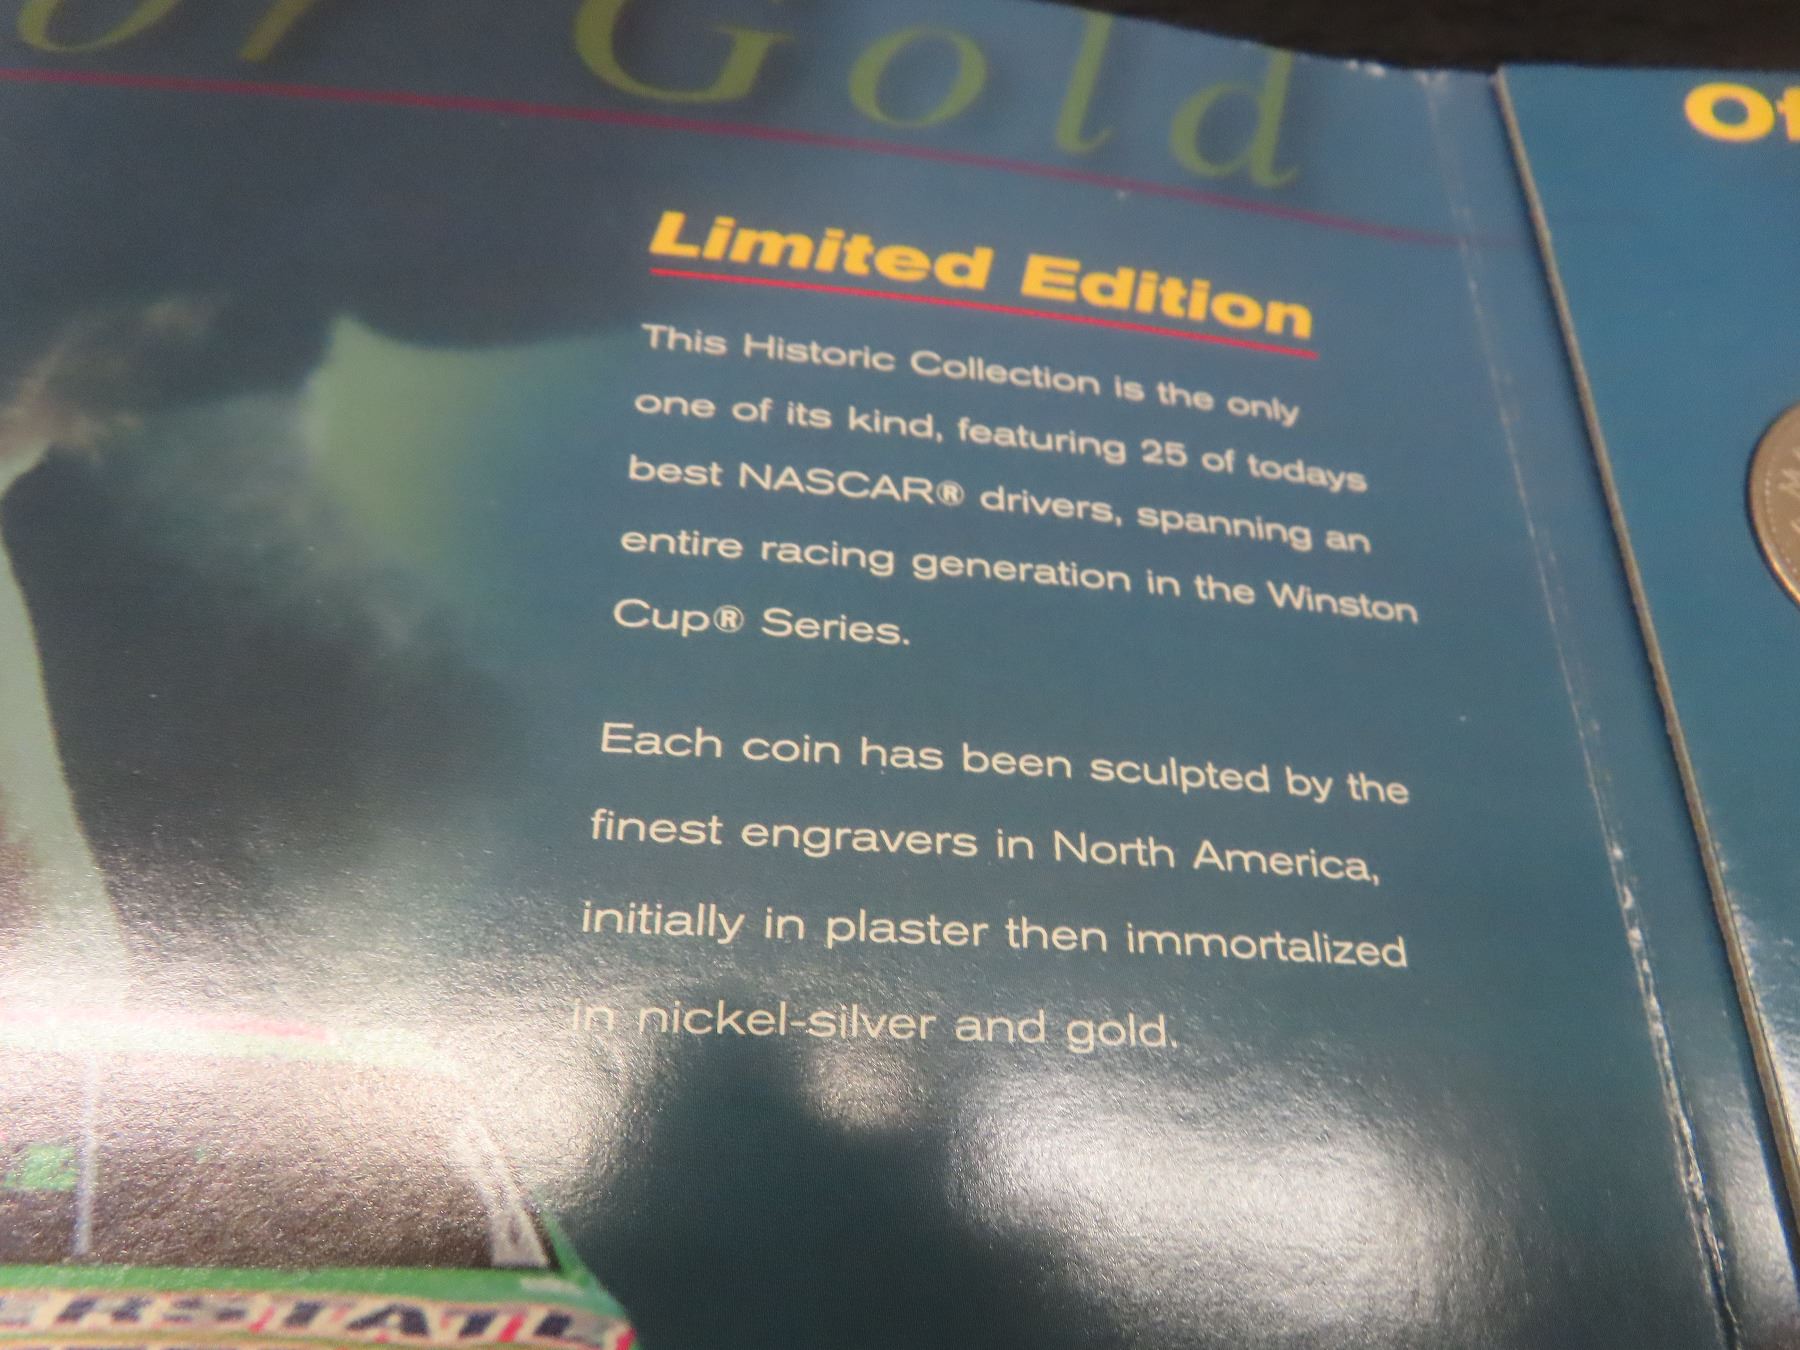 or Gold
Limited Edition
This Historic Collection is the only
one of its kind, featuring 25 of todays
best NASCAR® drivers, spanning an
entire racing generation in the Winston
Cup® Series.
Each coin has been sculpted by the
finest engravers in North America,
initially in plaster then immortalized
in nickel-silver and gold.